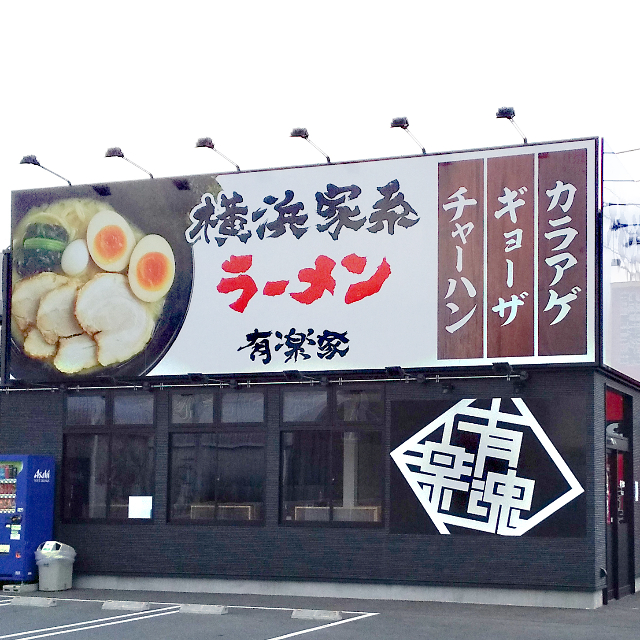 横浜家系
ラーメン
有楽家
カラアゲ
ギョーザ
チャーハン
有楽魂
Asahi